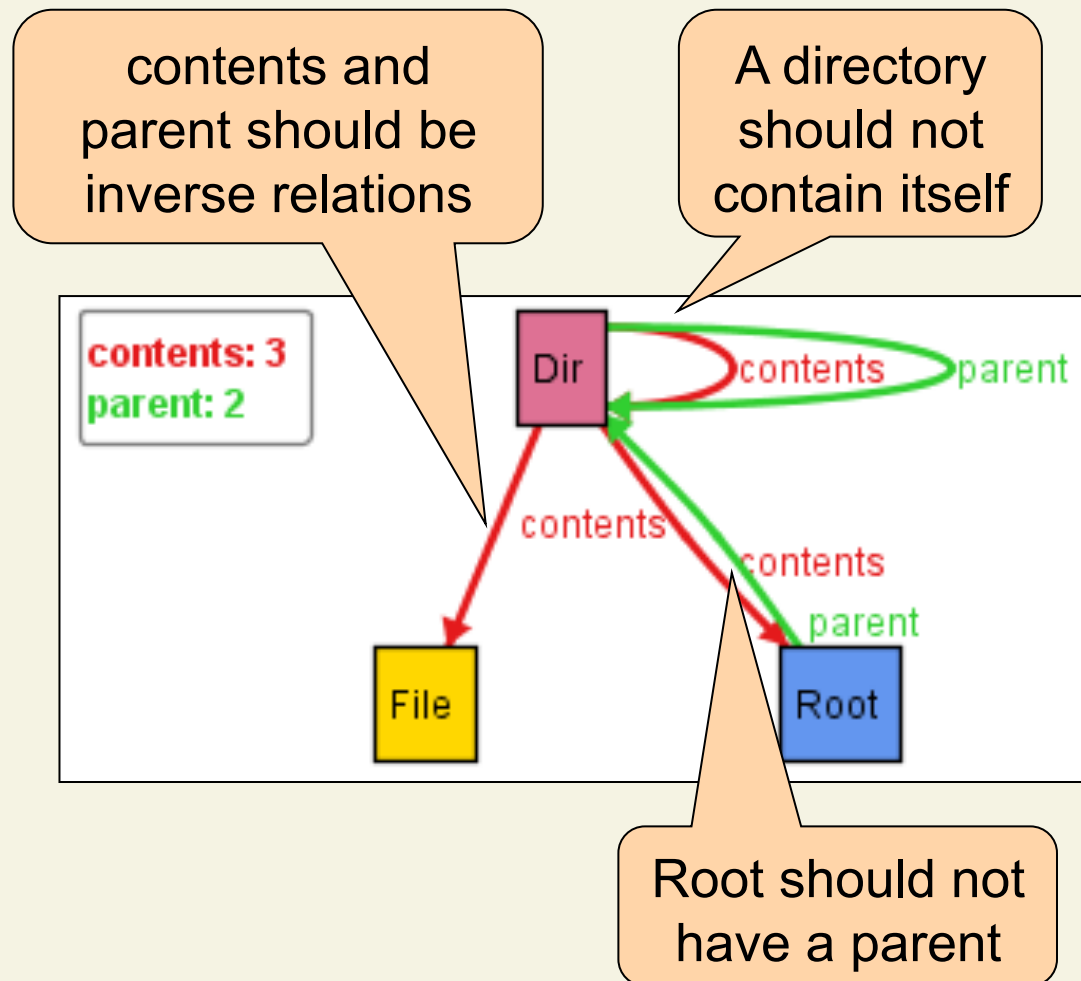 contents and
parent should be
inverse relations
A directory
should not
contain itself
contents: 3
parent: 2
Dir
contents
parent
contents
contents
parent
File
Root
Root should not
have a parent